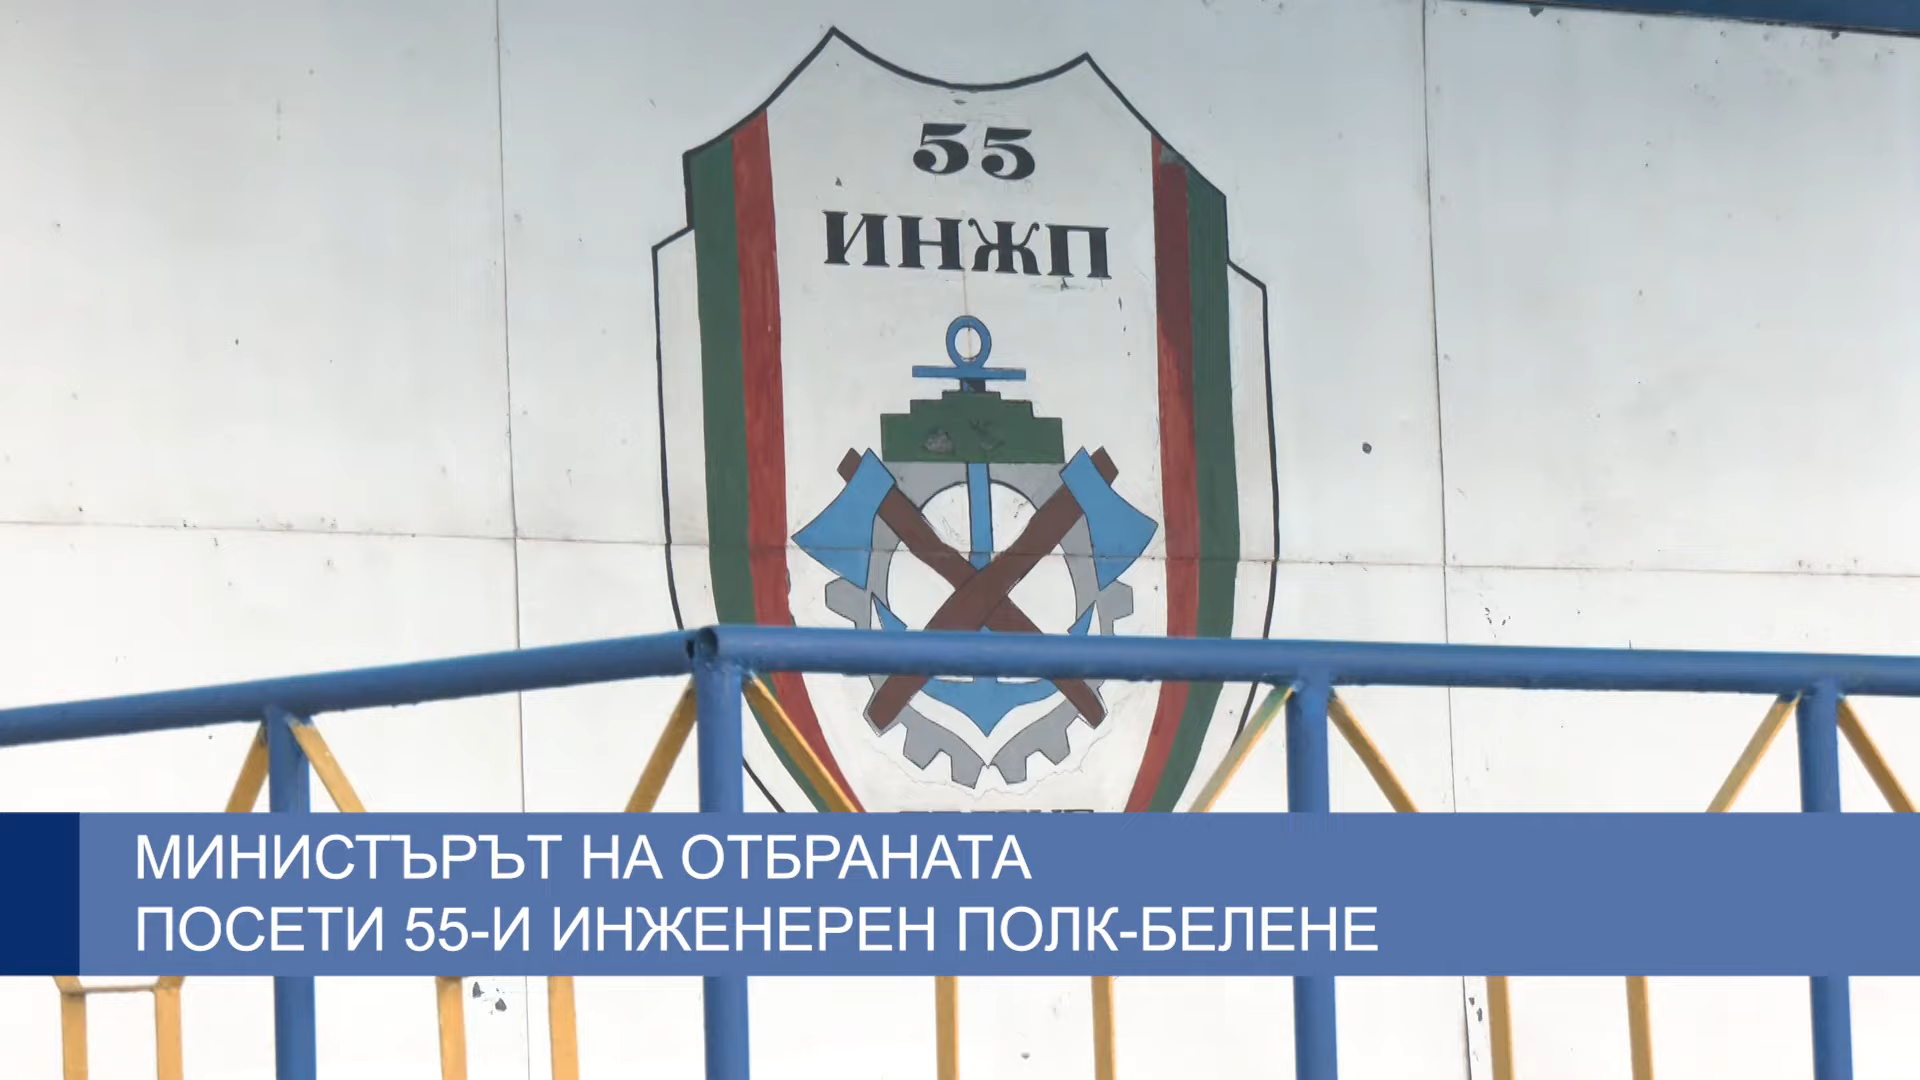 55
ИНЖП
МИНИСТЪРЪТ НА ОТБРАНАТА
ПОСЕТИ 55-И ИНЖЕНЕРЕН ПОЛК-БЕЛЕНЕ